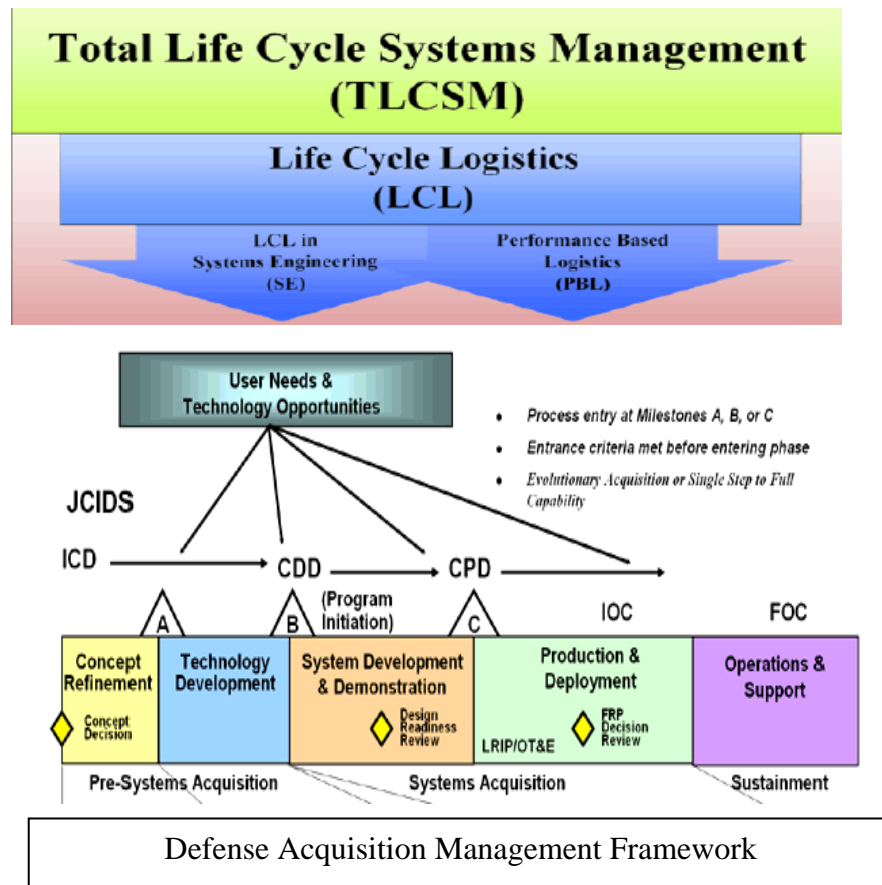 Total Life Cycle Systems Management
(TLCSM)
Life Cycle Logistics
(LCL)
LCL in
Systems Engineering
(SE)
Performance Based
Logistics
(PBL)
User Needs &
Technology Opportunities
• Process entry at Milestones A, B, or C
• Entrance criteria met before entering phase
• Evolutionary Acquisition or Single Step to Full
Capability
JCIDS
ICD
CDD
CPD
(Program
Initiation)
A
B
C
IOC
FOC
Concept
Refinement
Concept
Decision
Technology
Development
System Development
& Demonstration
Design
Readiness
Review
Production &
Deployment
LRIP/OT&E
FRP
Decision
Review
Operations &
Support
Pre-Systems Acquisition
Systems Acquisition
Sustainment
Defense Acquisition Management Framework